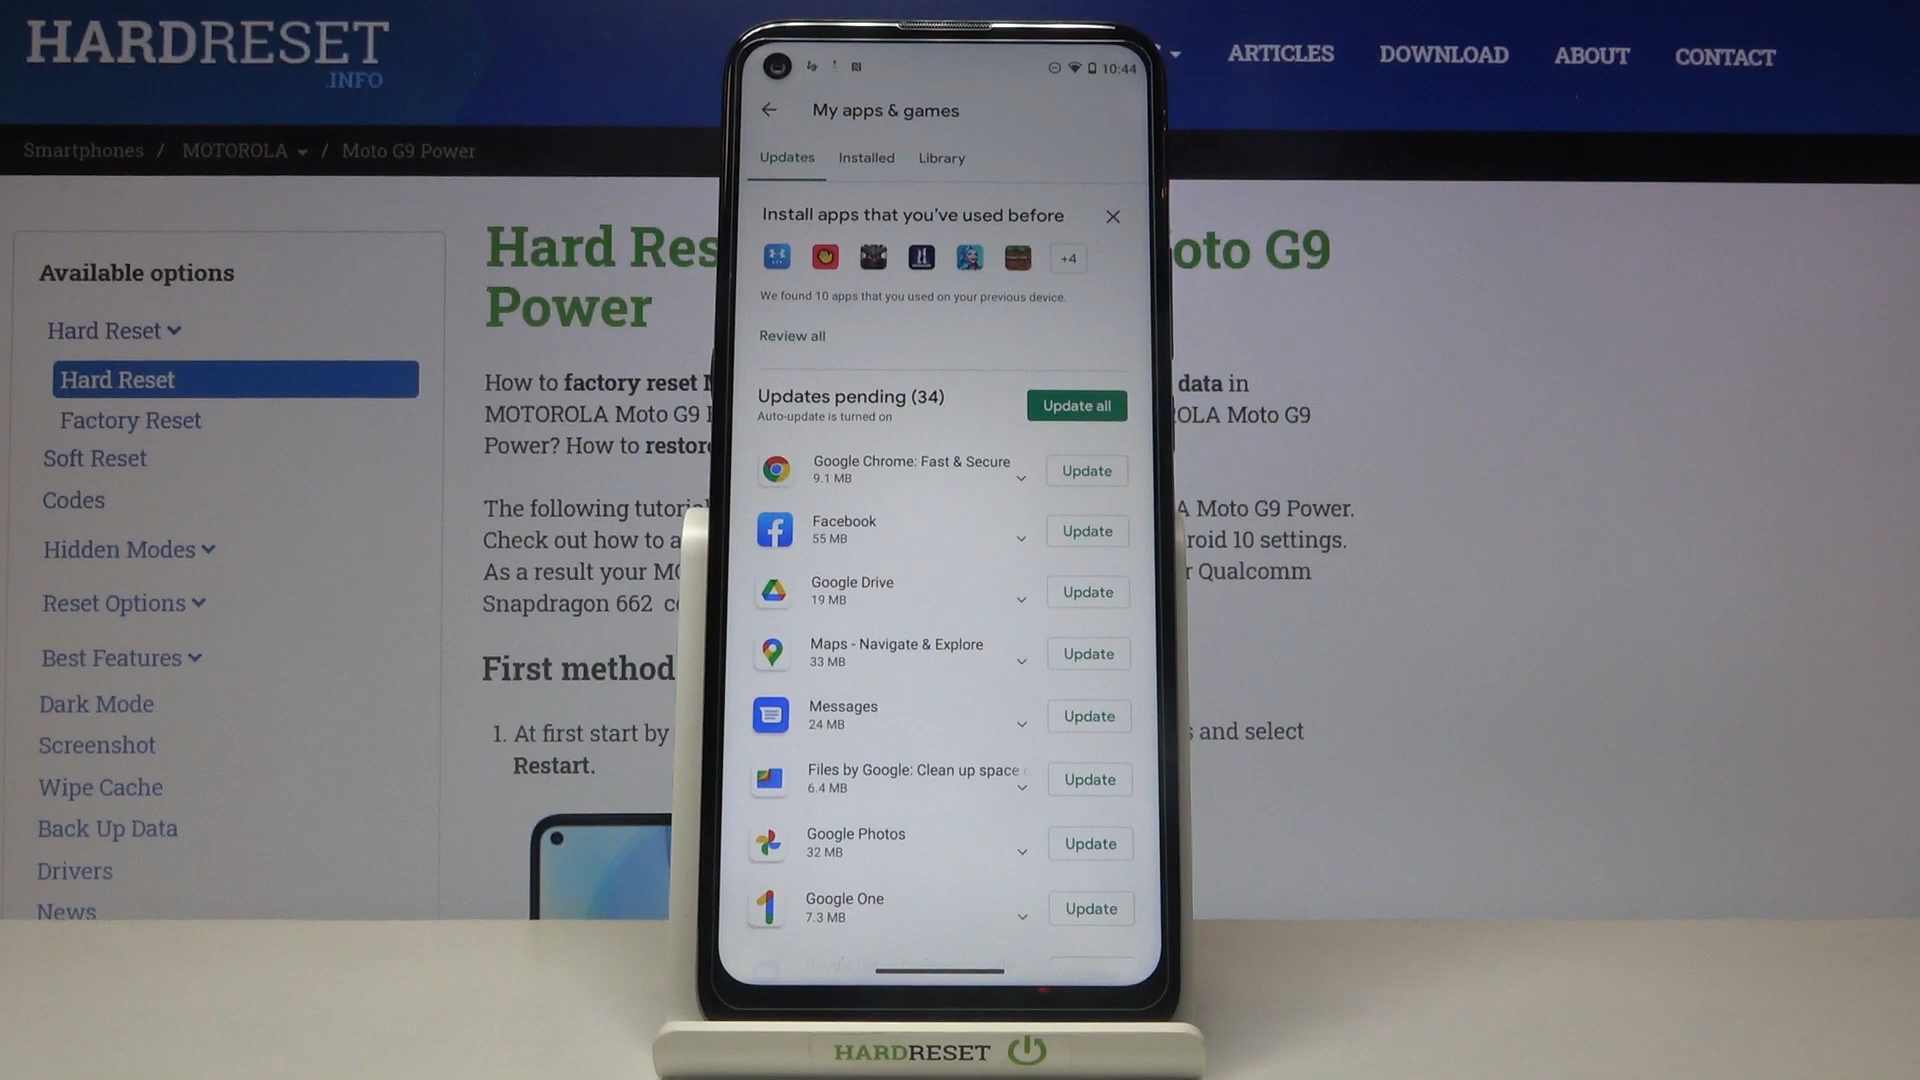 HARDRESET
.INFO
ARTICLES
DOWNLOAD
ABOUT
CONTACT
Smartphones / MOTOROLA / Moto G9 Power
Available options
Hard Reset
Hard Reset
Factory Reset
Soft Reset
Codes
Hidden Modes
Reset Options
Best Features
Dark Mode
Screenshot
Wipe Cache
Back Up Data
Drivers
News
Hard Res
oto G9
Power
How to factory reset
data in
MOTOROLA Moto G9
OLA Moto G9
Power? How to restor
The following tutori
A Moto G9 Power.
Check out how to a
roid 10 settings.
As a result your M
r Qualcomm
Snapdragon 662 c
First method
1. At first start by
s and select
Restart.
10:44
My apps & games
Updates
Installed
Library
Install apps that you've used before
+4
We found 10 apps that you used on your previous device.
Review all
Updates pending (34)
Auto-update is turned on
Update all
Google Chrome: Fast & Secure
9.1 MB
Update
Facebook
55 MB
Update
Google Drive
19 MB
Update
Maps - Navigate & Explore
33 MB
Update
Messages
24 MB
Update
Files by Google: Clean up space
6.4 MB
Update
Google Photos
32 MB
Update
Google One
7.3 MB
Update
HARDRESET